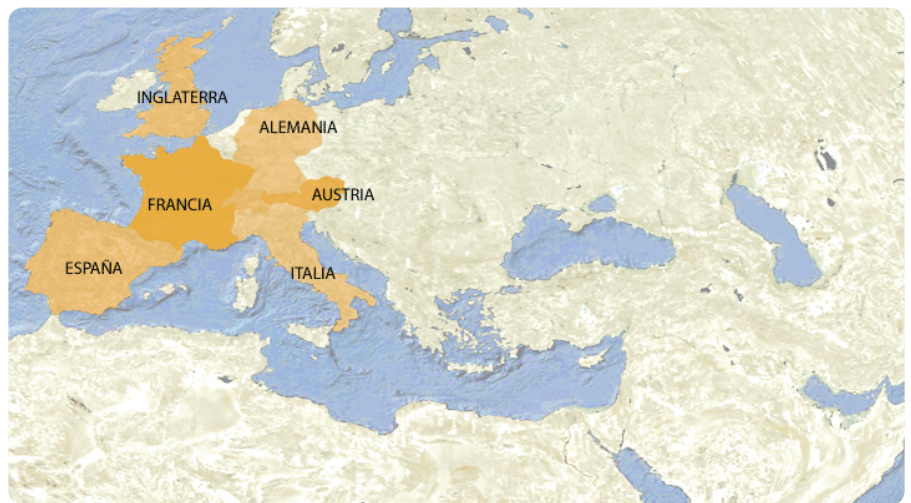 INGLATERRA
ALEMANIA
AUSTRIA
FRANCIA
ESPAÑA
ITALIA